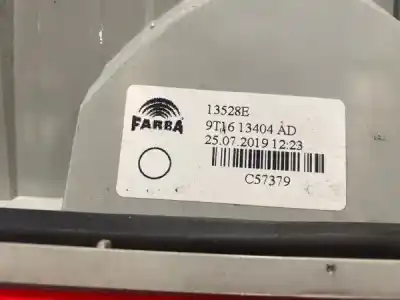 FARBA
13528E
9T16 13404 AD
25.07.2019 12:23
C57379